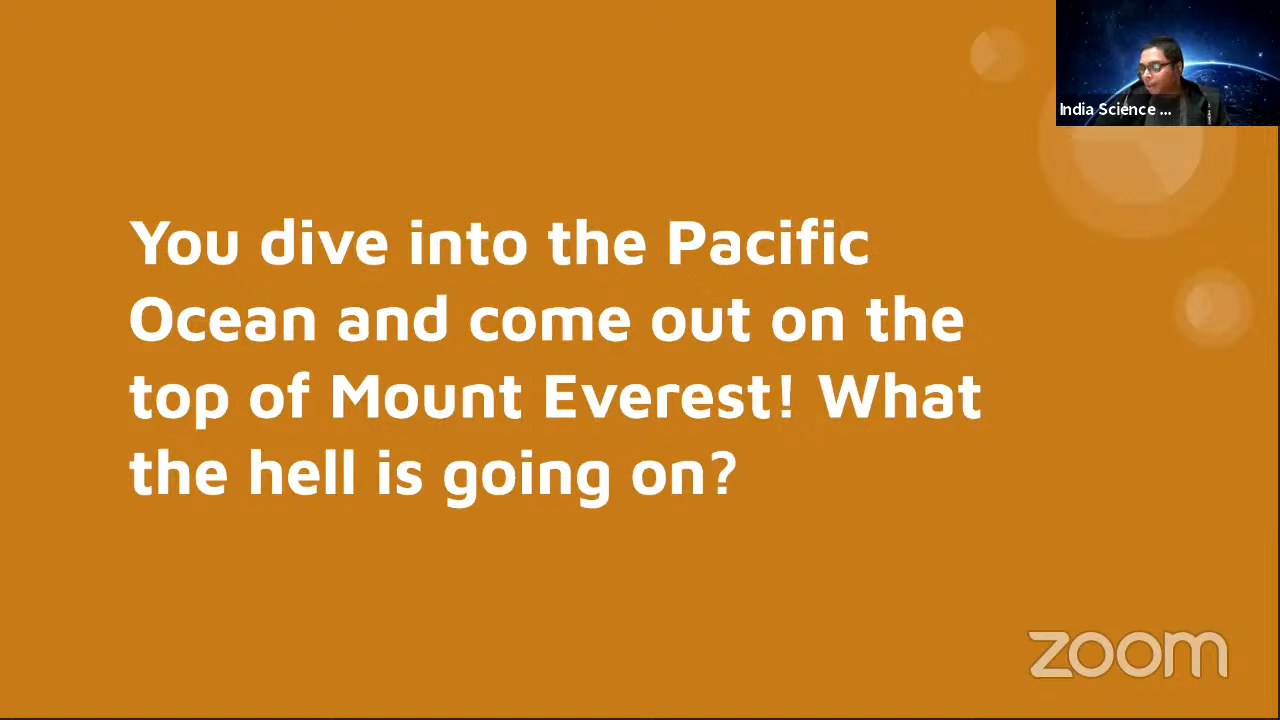 India Science ...
You dive into the Pacific
Ocean and come out on the
top of Mount Everest! What
the hell is going on?
zoom